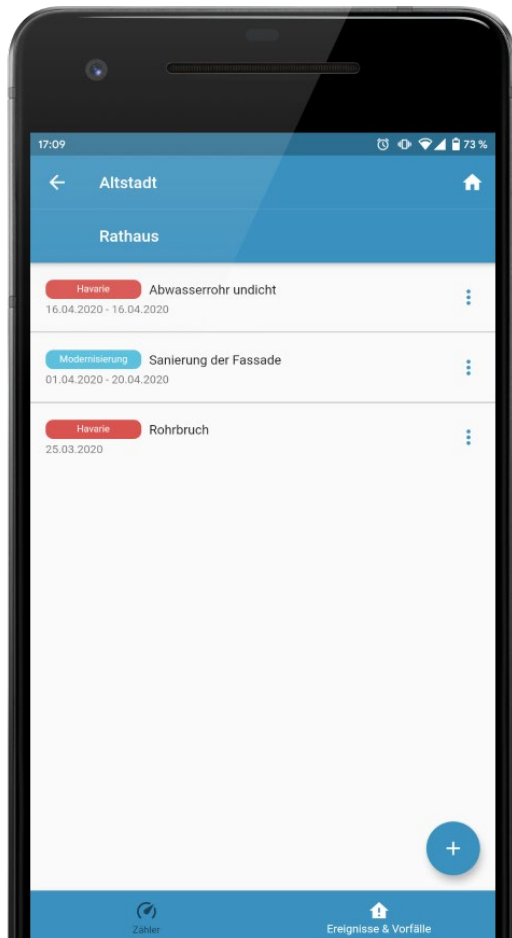 17:09 73 %
Altstadt
Rathaus
Havarie Abwasserrohr undicht
16.04.2020 - 16.04.2020
Modernisierung Sanierung der Fassade
01.04.2020 - 20.04.2020
Havarie Rohrbruch
25.03.2020
Zähler Ereignisse & Vorfälle